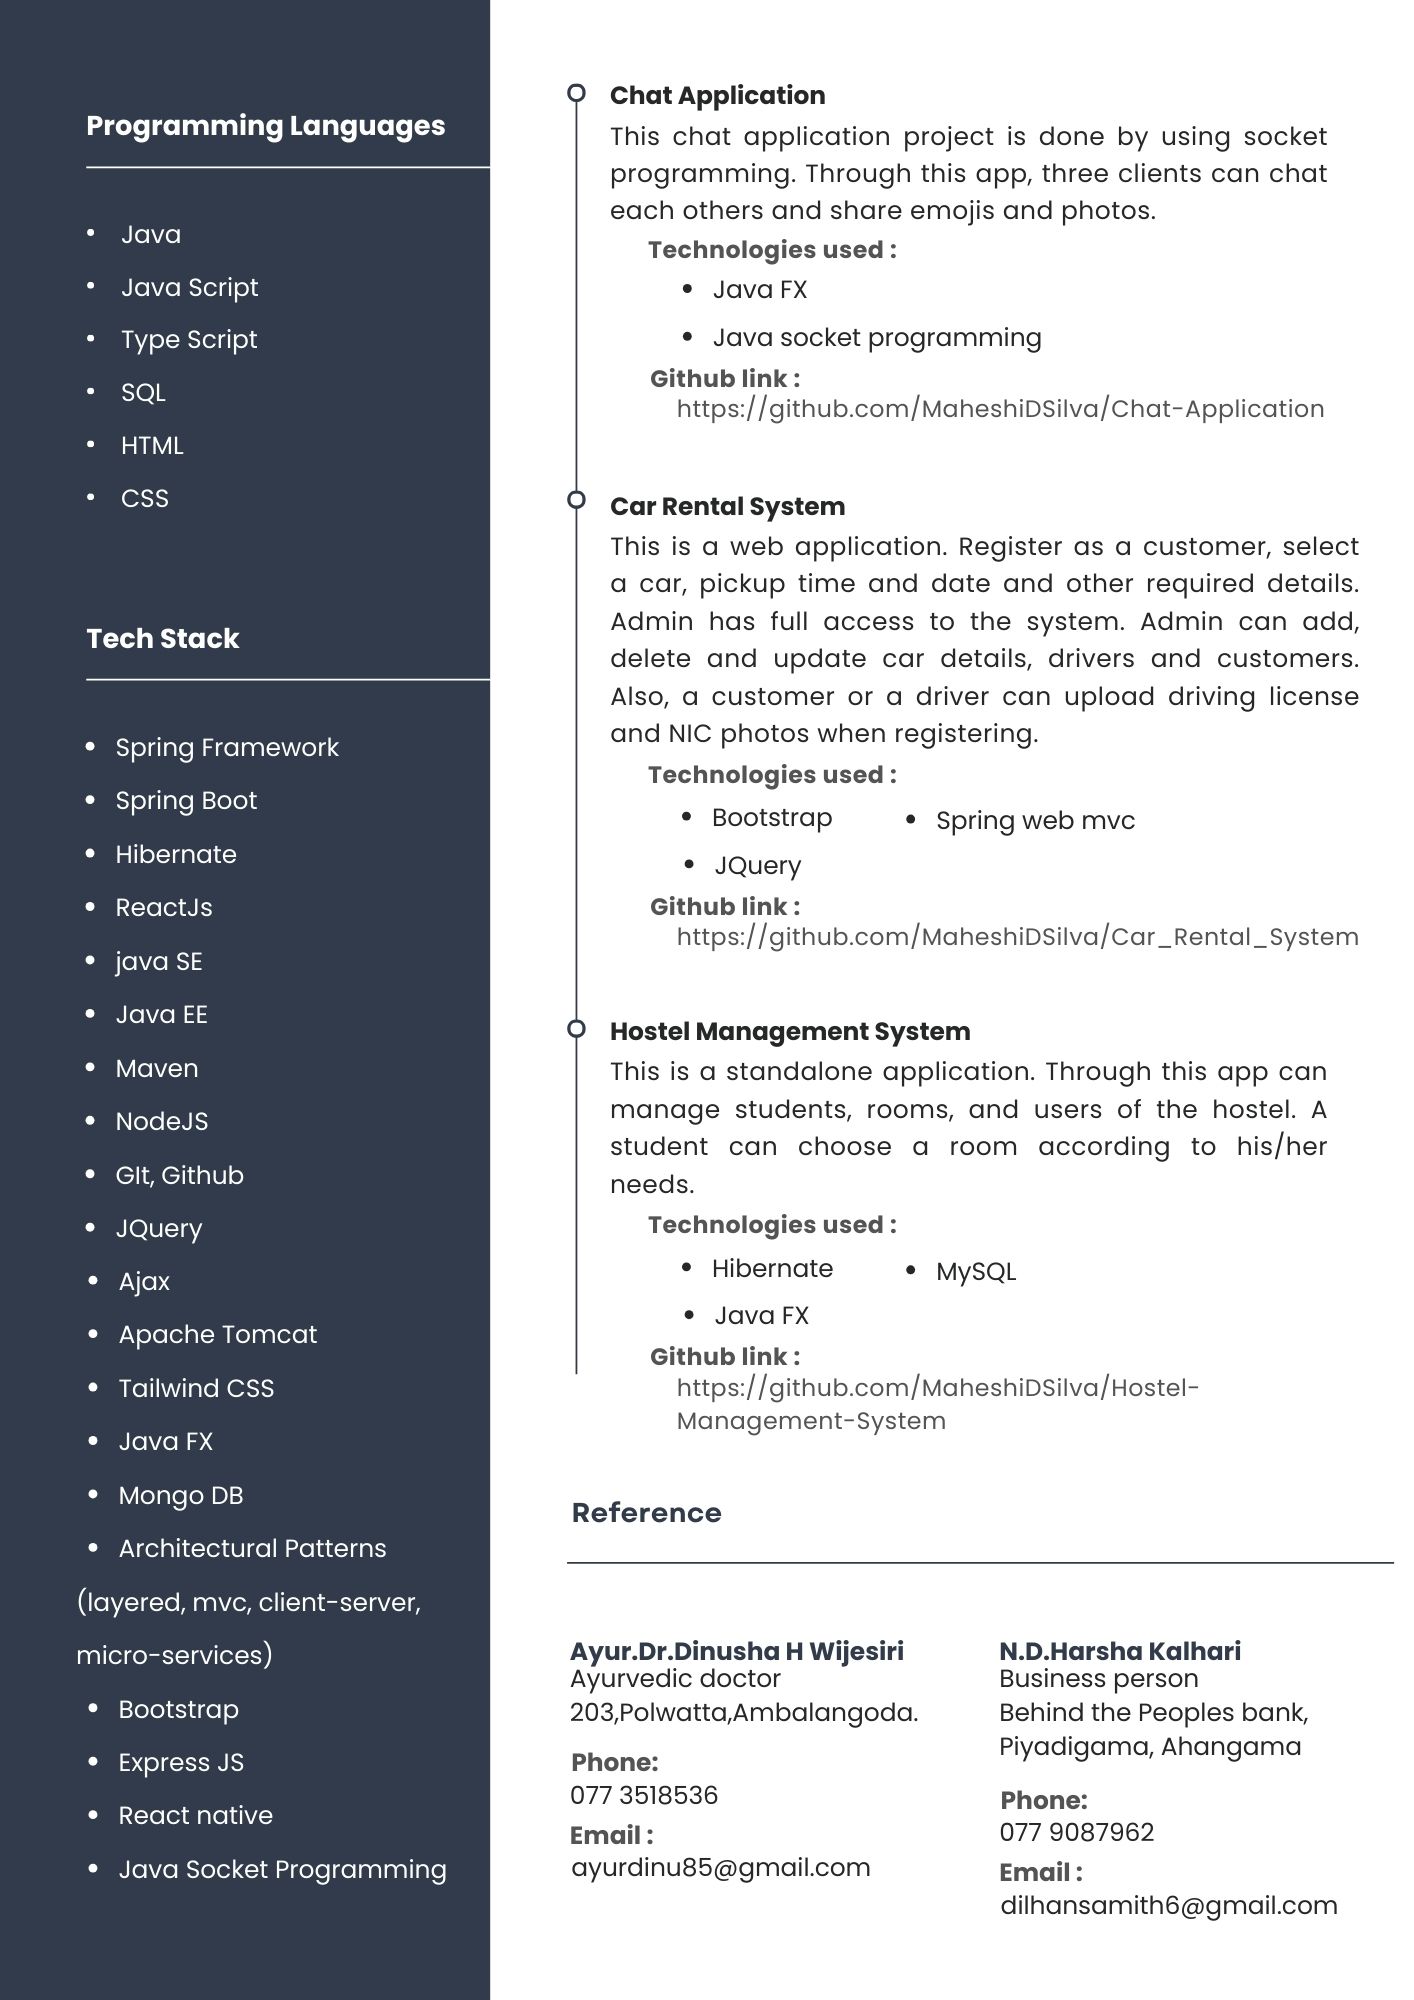 Programming Languages
• Java
• Java Script
• Type Script
• SQL
• HTML
• CSS
Tech Stack
• Spring Framework
• Spring Boot
• Hibernate
• ReactJs
• java SE
• Java EE
• Maven
• NodeJS
• GIt, Github
• JQuery
• Ajax
• Apache Tomcat
• Tailwind CSS
• Java FX
• Mongo DB
• Architectural Patterns
(layered, mvc, client-server,
micro-services)
• Bootstrap
• Express JS
• React native
• Java Socket Programming
Chat Application
This chat application project is done by using socket
programming. Through this app, three clients can chat
each others and share emojis and photos.
Technologies used :
• Java FX
• Java socket programming
Github link :
https://github.com/MaheshiDSilva/Chat-Application
Car Rental System
This is a web application. Register as a customer, select
a car, pickup time and date and other required details.
Admin has full access to the system. Admin can add,
delete and update car details, drivers and customers.
Also, a customer or a driver can upload driving license
and NIC photos when registering.
Technologies used :
• Bootstrap • Spring web mvc
• JQuery
Github link :
https://github.com/MaheshiDSilva/Car_Rental_System
Hostel Management System
This is a standalone application. Through this app can
manage students, rooms, and users of the hostel. A
student can choose a room according to his/her
needs.
Technologies used :
• Hibernate • MySQL
• Java FX
Github link :
https://github.com/MaheshiDSilva/Hostel-
Management-System
Reference
Ayur.Dr.Dinusha H Wijesiri
Ayurvedic doctor
203,Polwatta,Ambalangoda.
Phone:
077 3518536
Email :
ayurdinu85@gmail.com
N.D.Harsha Kalhari
Business person
Behind the Peoples bank,
Piyadigama, Ahangama
Phone:
077 9087962
Email :
dilhansamith6@gmail.com